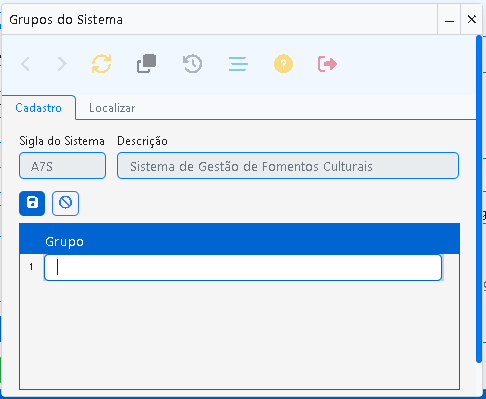 Grupos do Sistema
Cadastro Localizar
Sigla do Sistema Descrição
A7S Sistema de Gestão de Fomentos Culturais
Grupo
1